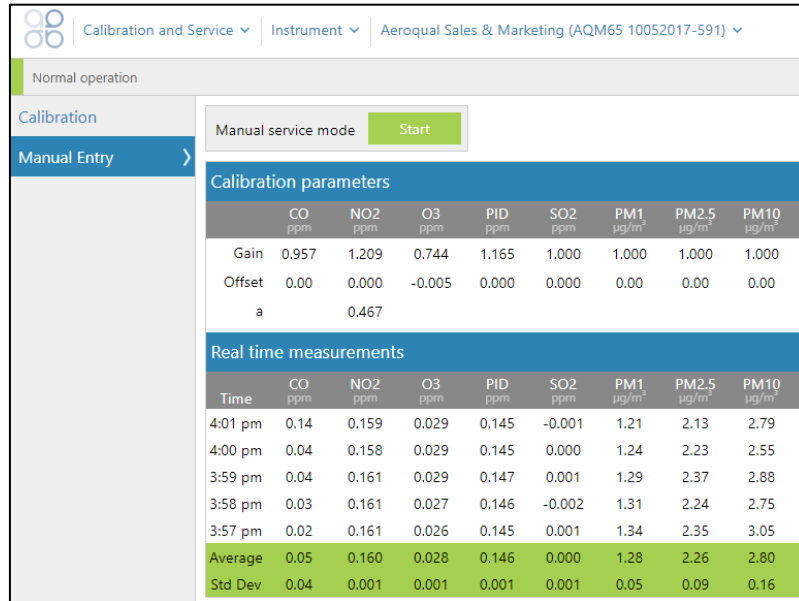 Calibration and Service Instrument Aeroqual Sales & Marketing (AQM65 10052017-591)
Normal operation
Calibration
Manual service mode Start
Manual Entry
Calibration parameters
CO NO2 O3 PID SO2 PM1 PM2.5 PM10
ppm ppm ppm ppm ppm µg/m³ µg/m³ µg/m³
Gain 0.957 1.209 0.744 1.165 1.000 1.000 1.000 1.000
Offset 0.00 0.000 -0.005 0.000 0.000 0.00 0.00 0.00
a 0.467
Real time measurements
CO NO2 O3 PID SO2 PM1 PM2.5 PM10
Time ppm ppm ppm ppm ppm µg/m³ µg/m³ µg/m³
4:01 pm 0.14 0.159 0.029 0.145 -0.001 1.21 2.13 2.79
4:00 pm 0.04 0.158 0.029 0.145 0.000 1.24 2.23 2.55
3:59 pm 0.04 0.161 0.029 0.147 0.001 1.29 2.37 2.88
3:58 pm 0.03 0.161 0.027 0.146 -0.002 1.31 2.24 2.75
3:57 pm 0.02 0.161 0.026 0.145 0.001 1.34 2.35 3.05
Average 0.05 0.160 0.028 0.146 0.000 1.28 2.26 2.80
Std Dev 0.04 0.001 0.001 0.001 0.001 0.05 0.09 0.16